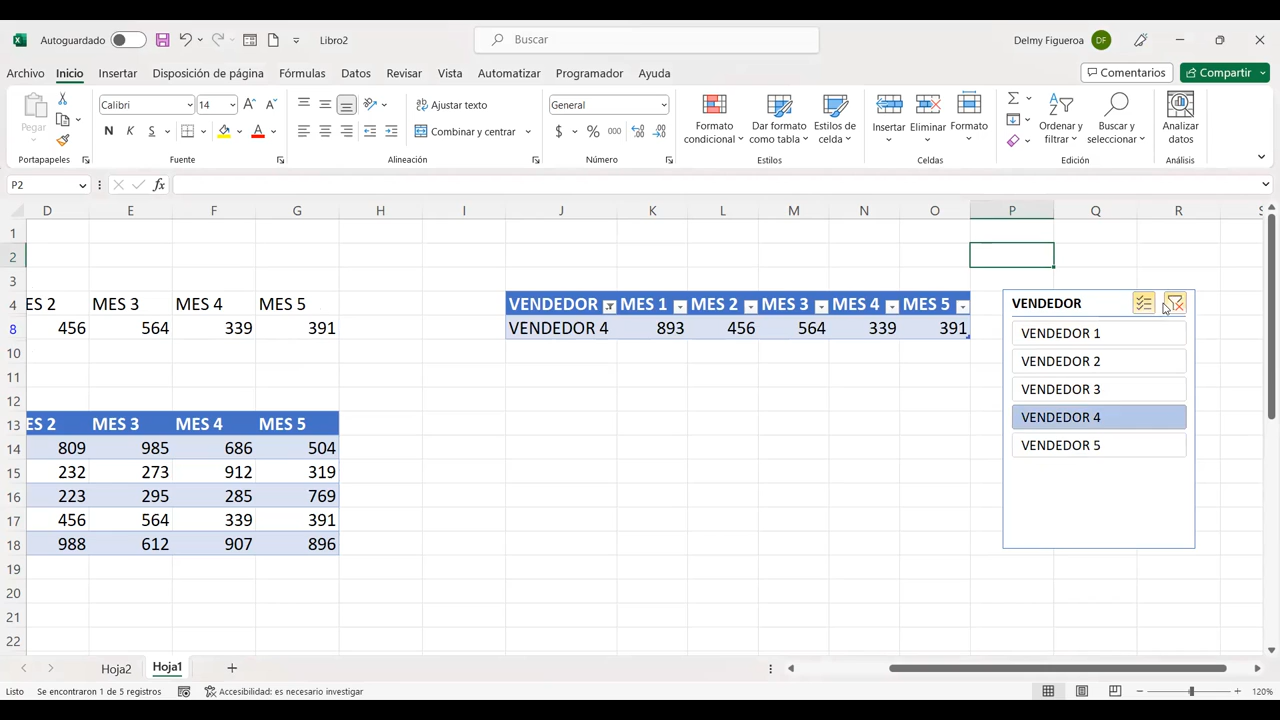 Autoguardado
Libro2
Buscar
Delmy Figueroa
DF
Archivo
Inicio
Insertar
Disposición de página
Fórmulas
Datos
Revisar
Vista
Automatizar
Programador
Ayuda
Comentarios
Compartir
Pegar
Portapapeles
Calibri
14
N K S
Fuente
Ajustar texto
Combinar y centrar
Alineación
General
$ % 000
Número
Formato condicional
Dar formato como tabla
Estilos de celda
Estilos
Insertar
Eliminar
Formato
Celdas
Ordenar y filtrar
Buscar y seleccionar
Edición
Analizar datos
Análisis
P2
fx
D E F G H I J K L M N O P Q R S
1
2
3
4 ES 2 MES 3 MES 4 MES 5 VENDEDOR MES 1 MES 2 MES 3 MES 4 MES 5
8 456 564 339 391 VENDEDOR 4 893 456 564 339 391
10
11
12
13 ES 2 MES 3 MES 4 MES 5
14 809 985 686 504
15 232 273 912 319
16 223 295 285 769
17 456 564 339 391
18 988 612 907 896
19
20
21
22
VENDEDOR
VENDEDOR 1
VENDEDOR 2
VENDEDOR 3
VENDEDOR 4
VENDEDOR 5
Hoja2
Hoja1
Listo
Se encontraron 1 de 5 registros
Accesibilidad: es necesario investigar
120%